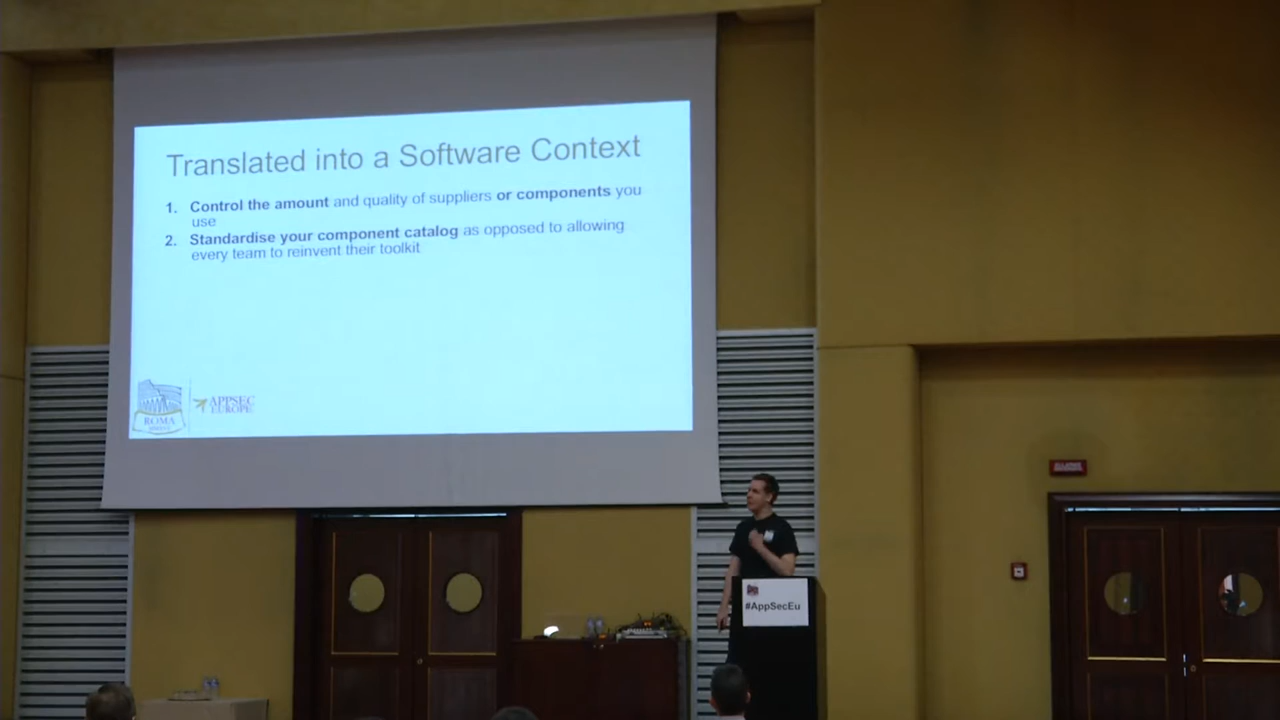 Translated into a Software Context
1. Control the amount and quality of suppliers or components you
use
2. Standardise your component catalog as opposed to allowing
every team to reinvent their toolkit
ROMA
APPSEC
EUROPE
#AppSecEu